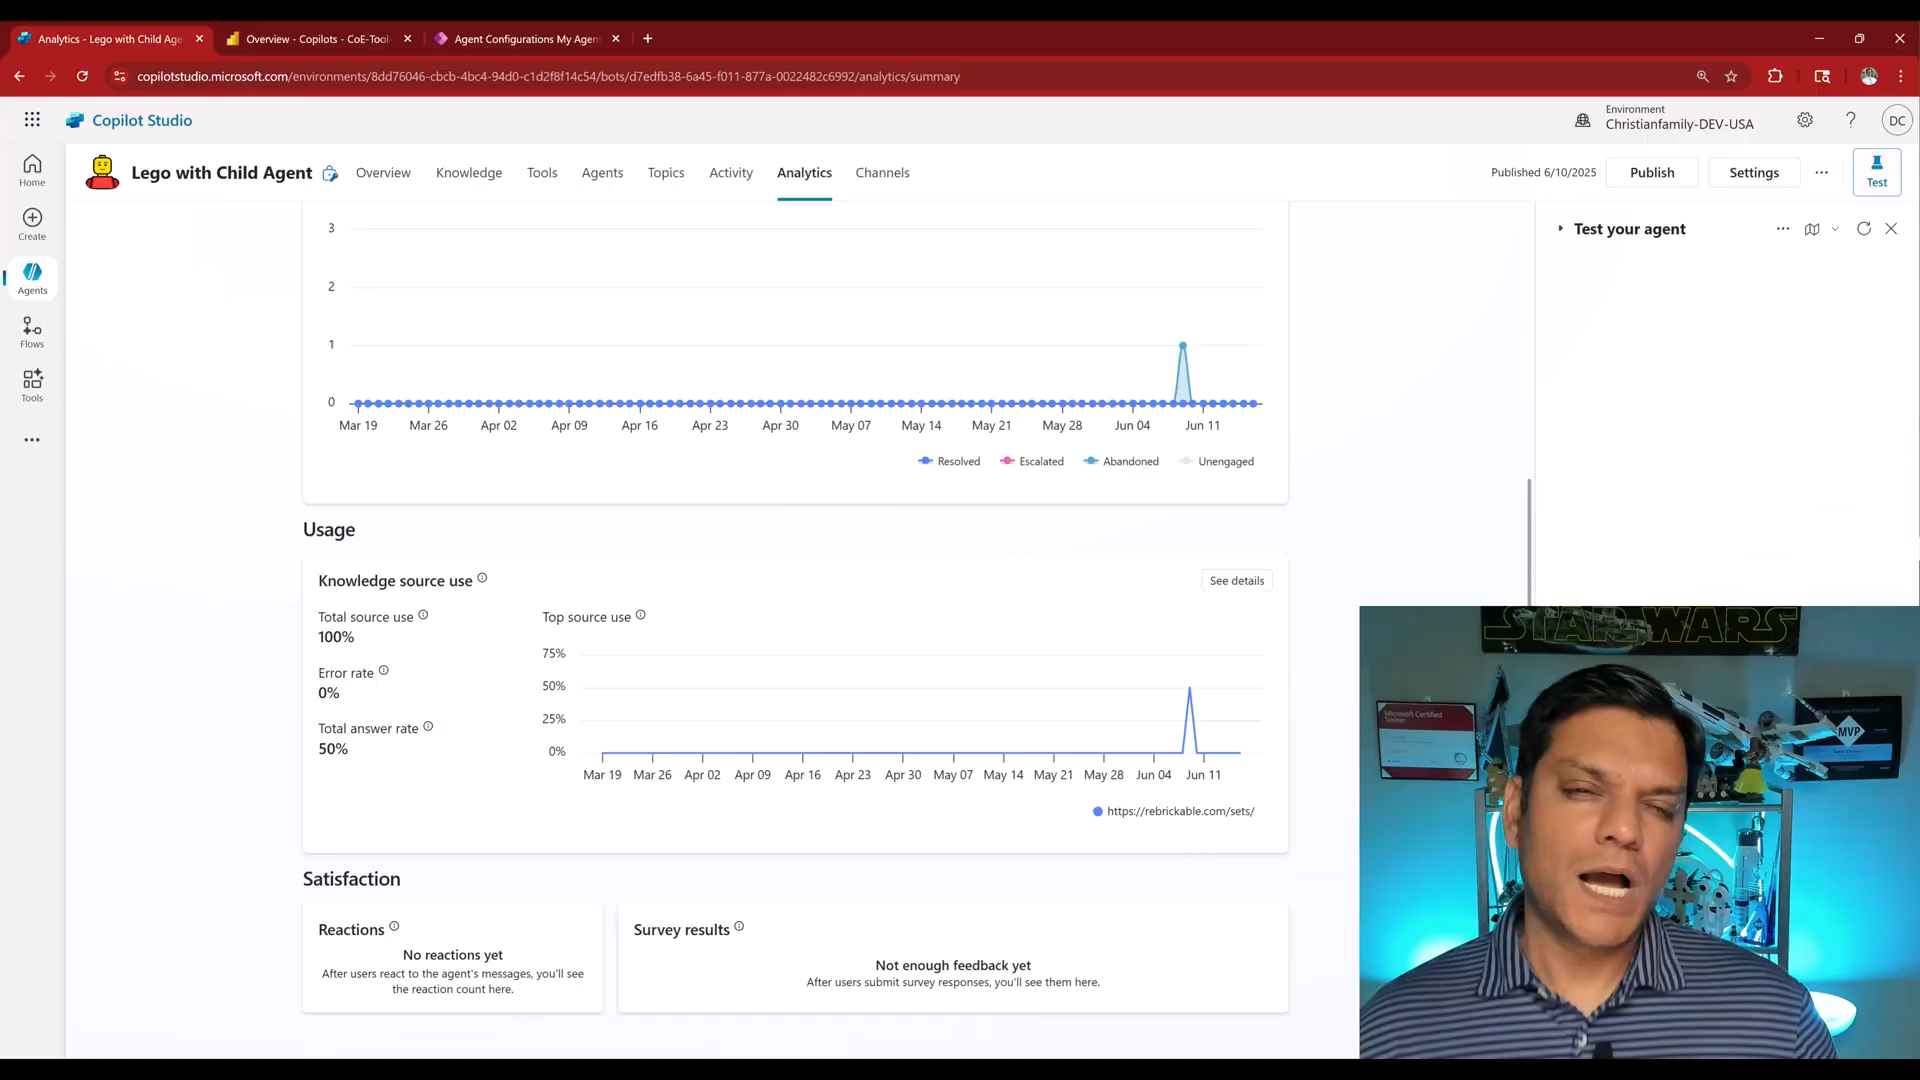 Analytics - Lego with Child Age
Overview - Copilots - CoE-Tool
Agent Configurations My Agen
copilotstudio.microsoft.com/environments/8dd76046-cbcb-4bc4-94d0-c1d2f8f14c54/bots/d7edfb38-6a45-f011-877a-0022482c6992/analytics/summary
Copilot Studio
Environment
Christianfamily-DEV-USA
DC
Lego with Child Agent
Overview
Knowledge
Tools
Agents
Topics
Activity
Analytics
Channels
Published 6/10/2025
Publish
Settings
Test
Home
Create
Agents
Flows
Tools
Test your agent
3
2
1
0
Mar 19 Mar 26 Apr 02 Apr 09 Apr 16 Apr 23 Apr 30 May 07 May 14 May 21 May 28 Jun 04 Jun 11
Resolved Escalated Abandoned Unengaged
Usage
Knowledge source use
See details
Total source use
100%
Error rate
0%
Total answer rate
50%
Top source use
75%
50%
25%
0%
Mar 19 Mar 26 Apr 02 Apr 09 Apr 16 Apr 23 Apr 30 May 07 May 14 May 21 May 28 Jun 04 Jun 11
https://rebrickable.com/sets/
Satisfaction
Reactions
No reactions yet
After users react to the agent's messages, you'll see
the reaction count here.
Survey results
Not enough feedback yet
After users submit survey responses, you'll see them here.
STAR WARS
Microsoft Certified
Trainer
MVP